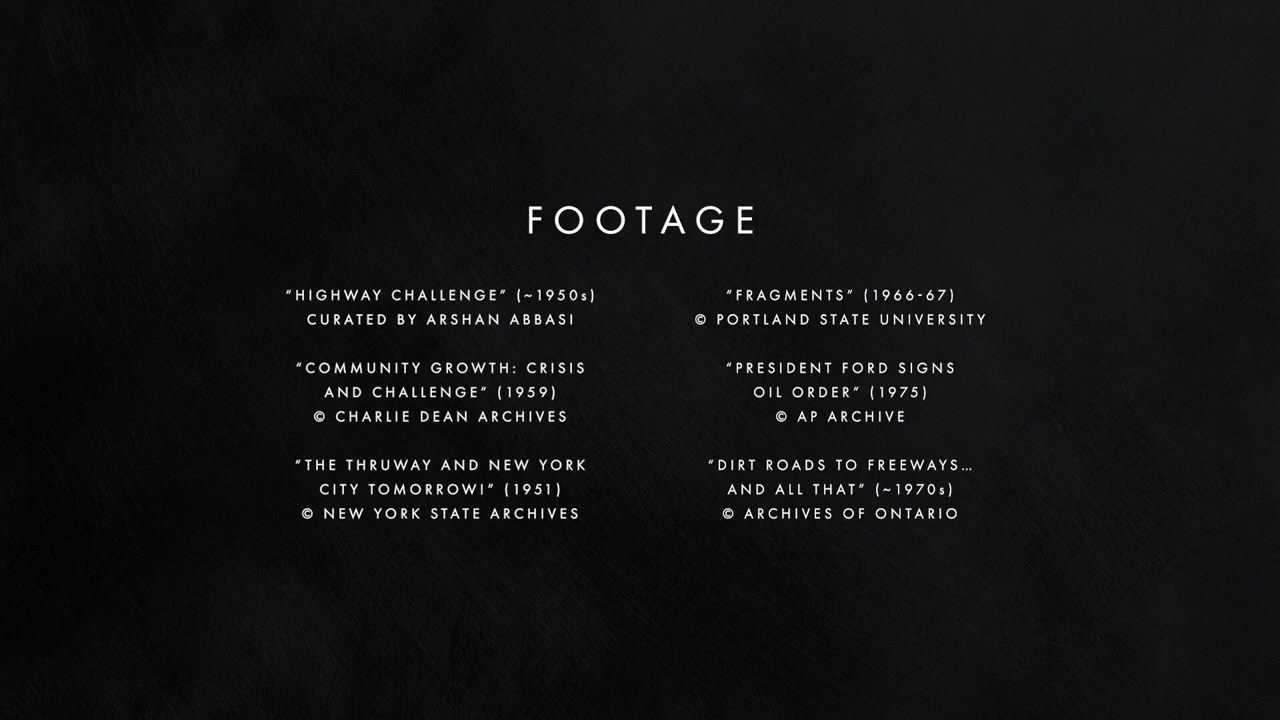 FOOTAGE
“HIGHWAY CHALLENGE” (~1950s)
CURATED BY ARSHAN ABBASI
“COMMUNITY GROWTH: CRISIS
AND CHALLENGE” (1959)
© CHARLIE DEAN ARCHIVES
“THE THRUWAY AND NEW YORK
CITY TOMORROW!” (1951)
© NEW YORK STATE ARCHIVES
“FRAGMENTS” (1966-67)
© PORTLAND STATE UNIVERSITY
“PRESIDENT FORD SIGNS
OIL ORDER” (1975)
© AP ARCHIVE
“DIRT ROADS TO FREEWAYS…
AND ALL THAT” (~1970s)
© ARCHIVES OF ONTARIO